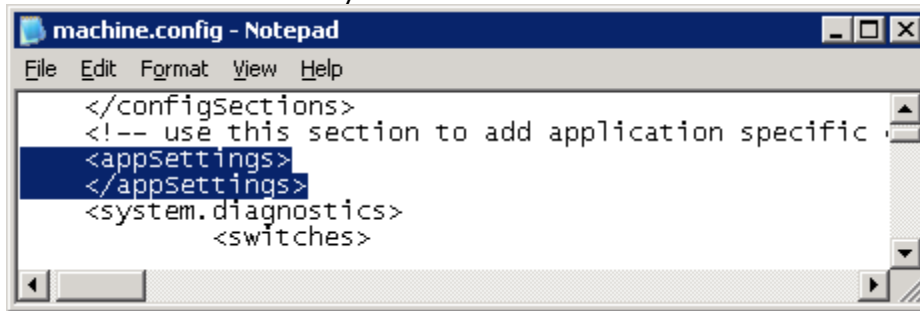 machine.config - Notepad
File Edit Format View Help
</configSections>
<!-- use this section to add application specific
<appSettings>
</appSettings>
<system.diagnostics>
<switches>